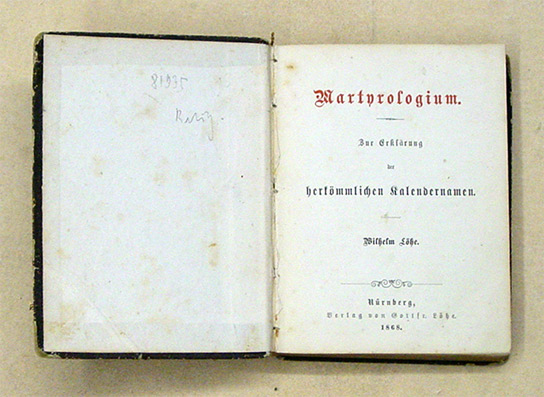 Martyrologium.
Zur Erklärung
der
herkömmlichen Kalendernamen.
Wilhelm Löhe.
Nürnberg,
Verlag von Gottfr. Löhe.
1868.